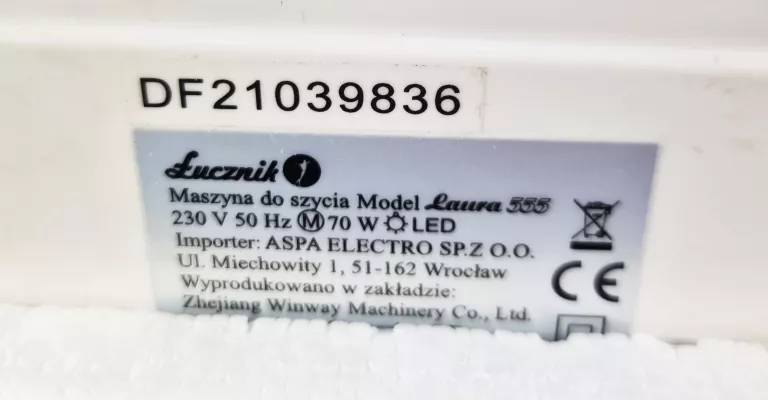 DF21039836
Łucznik
Maszyna do szycia Model Laura 555
230 V 50 Hz M 70 W LED
Importer: ASPA ELECTRO SP.Z O.O.
Ul. Miechowity 1, 51-162 Wrocław
Wyprodukowano w zakładzie:
Zhejiang Winway Machinery Co., Ltd.
CE